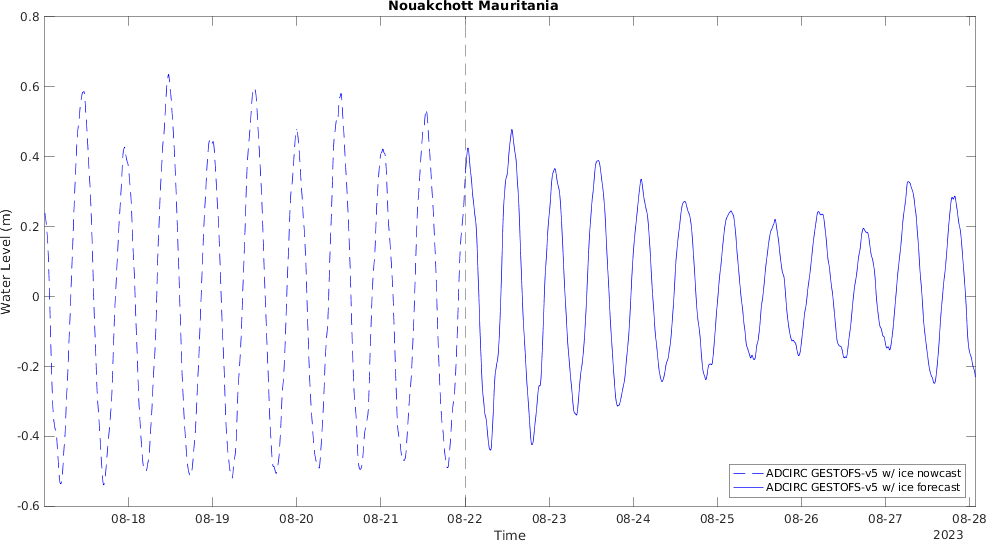 Nouakchott Mauritania
0.8
0.6
0.4
0.2
0
-0.2
-0.4
-0.6
Water Level (m)
08-18 08-19 08-20 08-21 08-22 08-23 08-24 08-25 08-26 08-27 08-28
Time
2023
ADCIRC GESTOFS-v5 w/ ice nowcast
ADCIRC GESTOFS-v5 w/ ice forecast